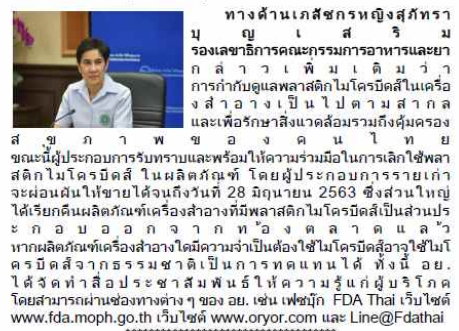 ทางด้านเภสัชกรหญิงสุภัทรา
บุญเสริม
รองเลขาธิการคณะกรรมการอาหารและยา
กล่าวเพิ่มเติมว่า
การกำกับดูแลพลาสติกไมโครบีดส์ในเครื่อ
งสำอางเป็นไปตามสากล
และเพื่อรักษาสิ่งแวดล้อมรวมถึงคุ้มครอง
สุขภาพของคนไทย
ขณะนี้ผู้ประกอบการรับทราบและพร้อมให้ความร่วมมือในการเลิกใช้พลา
สติกไมโครบีดส์ ในผลิตภัณฑ์ โดยผู้ประกอบการรายเก่า
จะผ่อนผันให้ขายได้จนถึงวันที่ 28 มิถุนายน 2563 ซึ่งส่วนใหญ่
ได้เรียกคืนผลิตภัณฑ์เครื่องสำอางที่มีพลาสติกไมโครบีดส์เป็นส่วนประ
กอบออกจากท้องตลาดแล้ว
หากผลิตภัณฑ์เครื่องสำอางใดมีความจำเป็นต้องใช้ไมโครบีดส์อาจใช้ไมโ
ครบีดส์จากธรรมชาติเป็นการทดแทนได้ ทั้งนี้ อย.
ได้จัดทำสื่อประชาสัมพันธ์ให้ความรู้แก่ผู้บริโภค
โดยสามารถผ่านช่องทางต่าง ๆ ของ อย. เช่น เฟซบุ๊ก FDA Thai เว็บไซต์
www.fda.moph.go.th เว็บไซต์ www.oryor.com และ Line@Fdathai